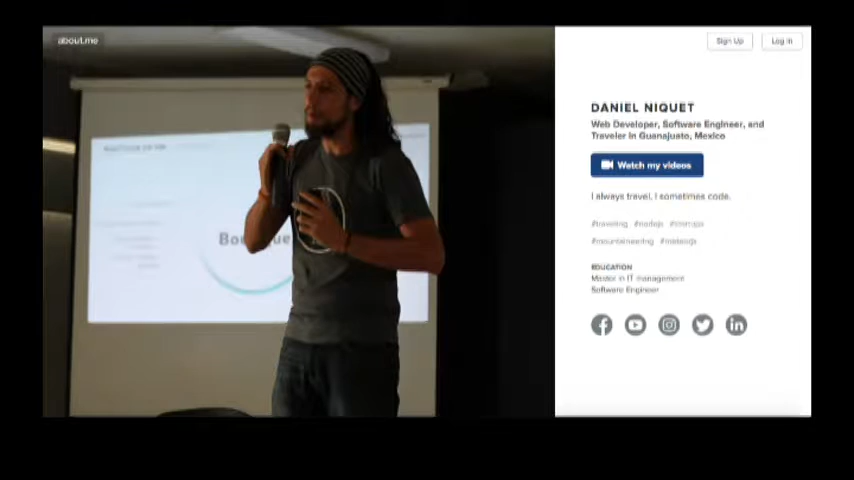 about.me
Sign Up
Log In
DANIEL NIQUET
Web Developer, Software Engineer, and
Traveler in Guanajuato, Mexico
Watch my videos
I always travel, I sometimes code.
#traveling #nodejs #startups
#mountaineering #meteorjs
EDUCATION
Master in IT management
Software Engineer